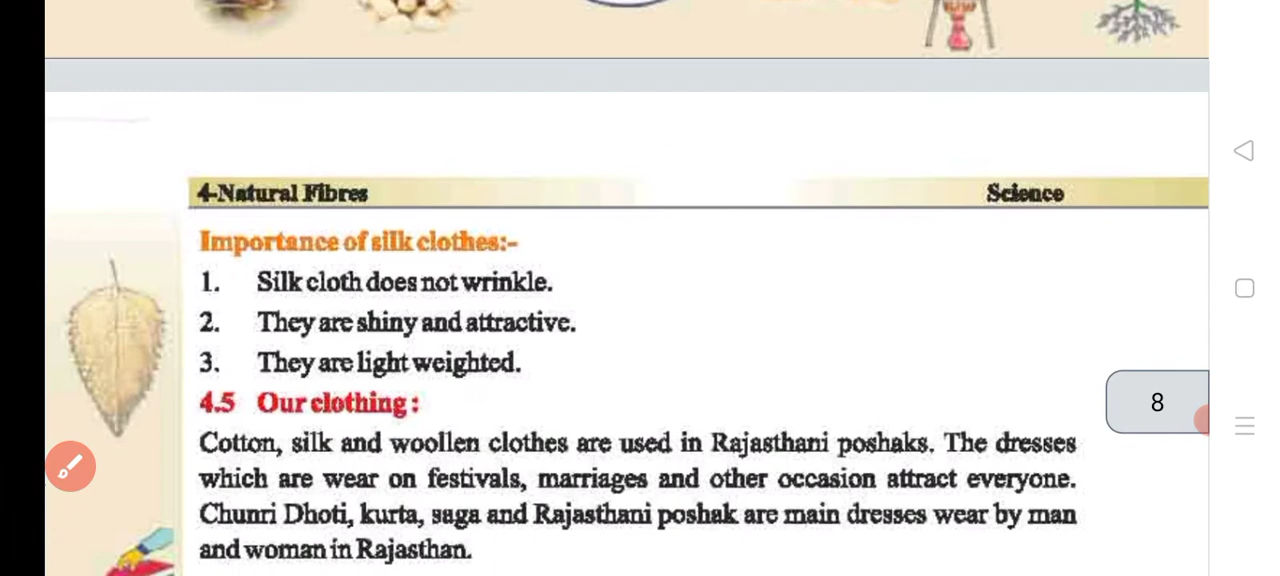 4-Natural Fibres Science
Importance of silk clothes:-
1. Silk cloth does not wrinkle.
2. They are shiny and attractive.
3. They are light weighted.
4.5 Our clothing :
8
Cotton, silk and woollen clothes are used in Rajasthani poshaks. The dresses
which are wear on festivals, marriages and other occasion attract everyone.
Chunri Dhoti, kurta, saga and Rajasthani poshak are main dresses wear by man
and woman in Rajasthan.